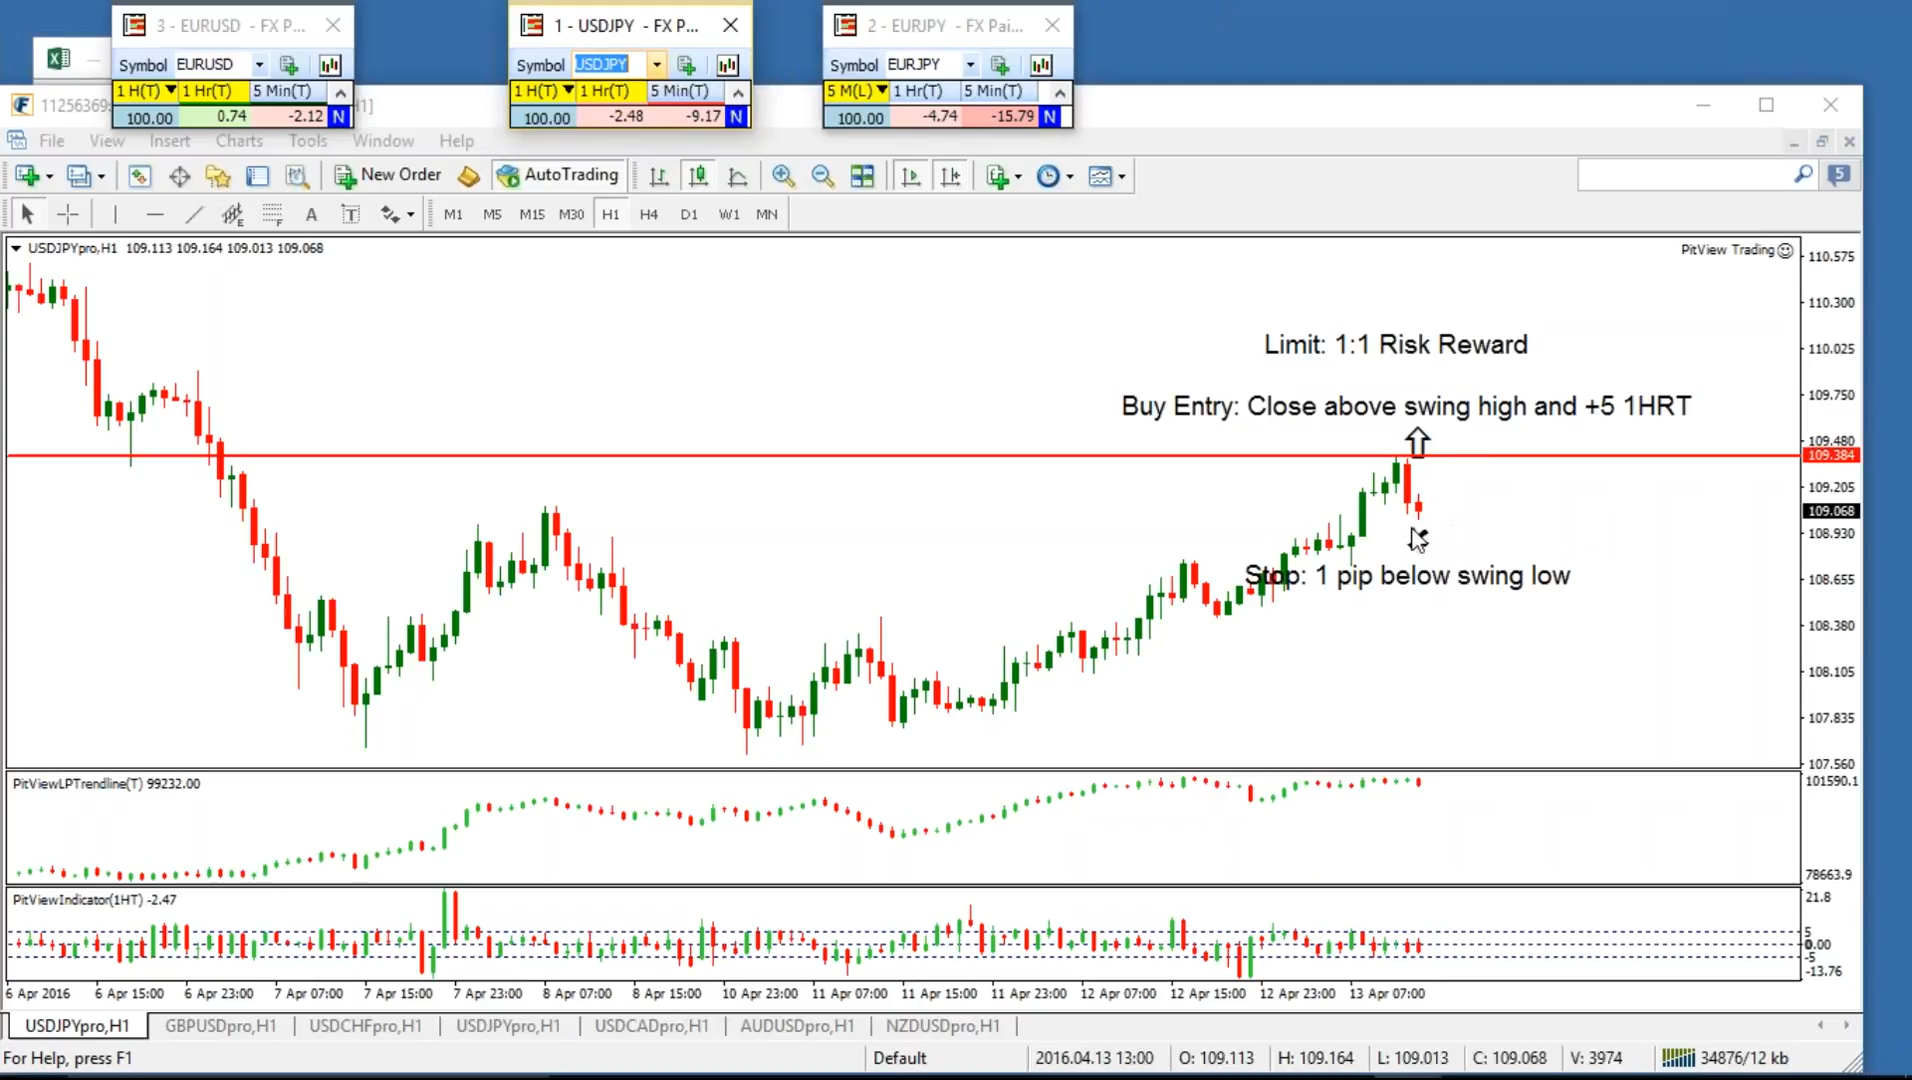 3 - EURUSD - FX P...
1 - USDJPY - FX P...
2 - EURJPY - FX Pai...
Symbol EURUSD
Symbol USDJPY
Symbol EURJPY
1 H(T) 1 Hr(T) 5 Min(T)
1 H(T) 1 Hr(T) 5 Min(T)
5 M(L) 1 Hr(T) 5 Min(T)
100.00 0.74 -2.12 N
100.00 -2.48 -9.17 N
100.00 -4.74 -15.79 N
11256369
File View Insert Charts Tools Window Help
New Order AutoTrading
5
A T E F
M1 M5 M15 M30 H1 H4 D1 W1 MN
USDJPYpro,H1 109.113 109.164 109.013 109.068
PitView Trading
110.575
110.300
110.025
109.750
109.480
109.384
109.205
109.068
108.930
108.655
108.380
108.105
107.835
107.560
Limit: 1:1 Risk Reward
Buy Entry: Close above swing high and +5 1HRT
Stop: 1 pip below swing low
PitViewLPTrendline(T) 99232.00
101590.1
78663.9
PitViewIndicator(1HT) -2.47
21.8
5
0.00
-5
-13.76
6 Apr 2016 6 Apr 15:00 6 Apr 23:00 7 Apr 07:00 7 Apr 15:00 7 Apr 23:00 8 Apr 07:00 8 Apr 15:00 10 Apr 23:00 11 Apr 07:00 11 Apr 15:00 11 Apr 23:00 12 Apr 07:00 12 Apr 15:00 12 Apr 23:00 13 Apr 07:00
USDJPYpro,H1 GBPUSDpro,H1 USDCHFpro,H1 USDJPYpro,H1 USDCADpro,H1 AUDUSDpro,H1 NZDUSDpro,H1
For Help, press F1 Default 2016.04.13 13:00 O: 109.113 H: 109.164 L: 109.013 C: 109.068 V: 3974 34876/12 kb